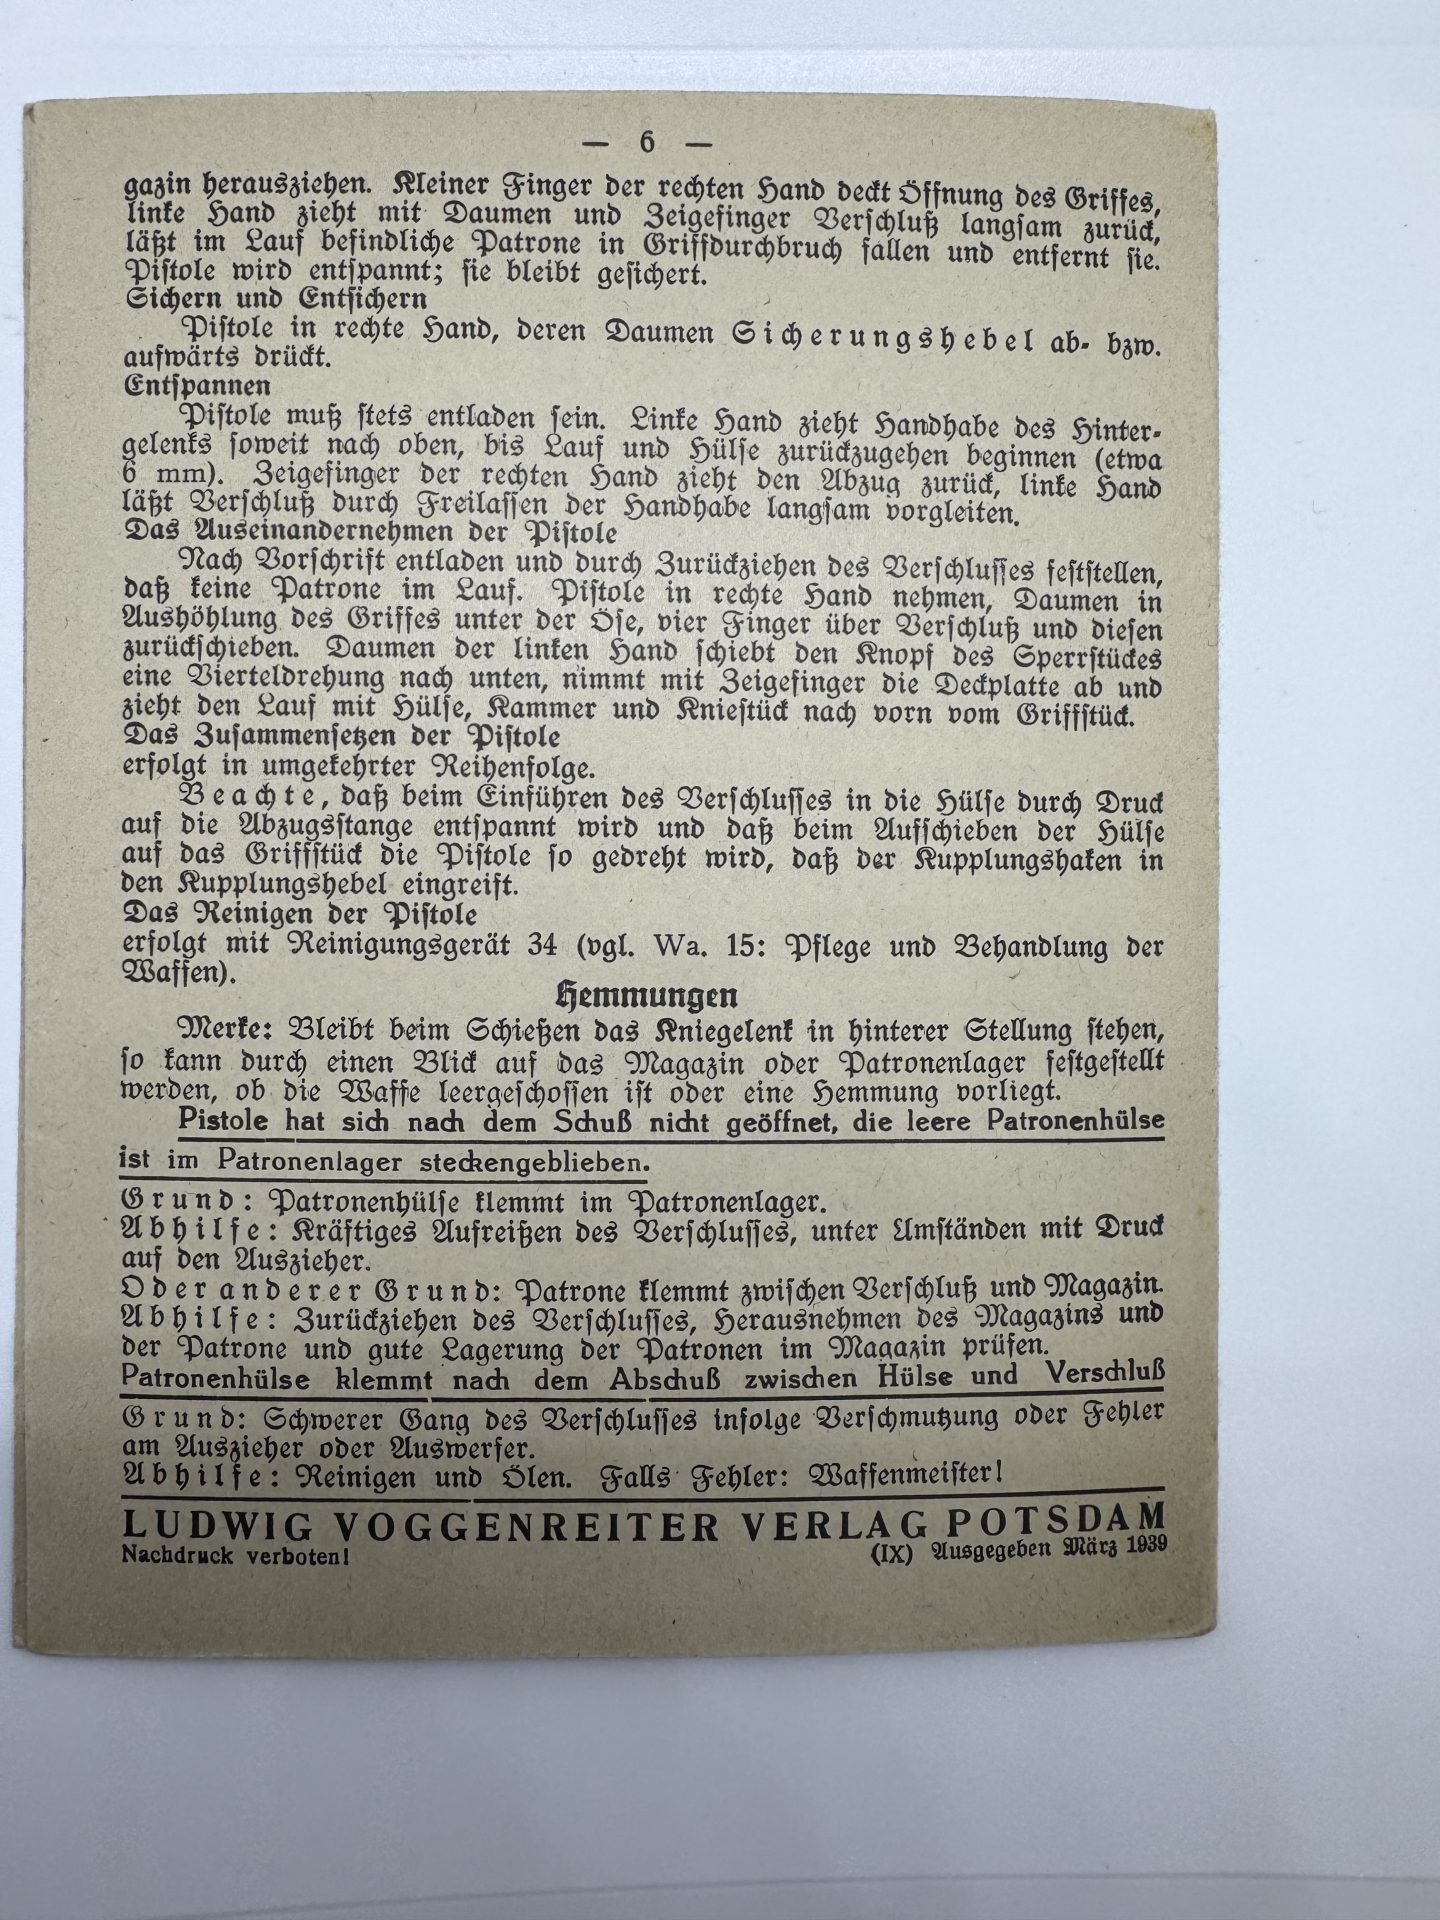 — 6 —
gazin herausziehen. Kleiner Finger der rechten Hand deckt Öffnung des Griffes,
linke Hand zieht mit Daumen und Zeigefinger Verschluß langsam zurück,
läßt im Lauf befindliche Patrone in Griffdurchbruch fallen und entfernt sie.
Pistole wird entspannt; sie bleibt gesichert.
Sichern und Entsichern
Pistole in rechte Hand, deren Daumen Sicherungshebel ab- bzw.
aufwärts drückt.
Entspannen
Pistole muß stets entladen sein. Linke Hand zieht Handhabe des Hinter-
gelenks soweit nach oben, bis Lauf und Hülse zurückzugehen beginnen (etwa
6 mm). Zeigefinger der rechten Hand zieht den Abzug zurück, linke Hand
läßt Verschluß durch Freilassen der Handhabe langsam vorgleiten.
Das Auseinandernehmen der Pistole
Nach Vorschrift entladen und durch Zurückziehen des Verschlusses feststellen,
daß keine Patrone im Lauf. Pistole in rechte Hand nehmen, Daumen in
Aushöhlung des Griffes unter der Öse, vier Finger über Verschluß und diesen
zurückschieben. Daumen der linken Hand schiebt den Knopf des Sperrstückes
eine Vierteldrehung nach unten, nimmt mit Zeigefinger die Deckplatte ab und
zieht den Lauf mit Hülse, Kammer und Kniestück nach vorn vom Griffstück.
Das Zusammensetzen der Pistole
erfolgt in umgekehrter Reihenfolge.
Beachte, daß beim Einführen des Verschlusses in die Hülse durch Druck
auf die Abzugsstange entspannt wird und daß beim Aufschieben der Hülse
auf das Griffstück die Pistole so gedreht wird, daß der Kupplungshaken in
den Kupplungshebel eingreift.
Das Reinigen der Pistole
erfolgt mit Reinigungsgerät 34 (vgl. Wa. 15: Pflege und Behandlung der
Waffen).
Hemmungen
Merke: Bleibt beim Schießen das Kniegelenk in hinterer Stellung stehen,
so kann durch einen Blick auf das Magazin oder Patronenlager festgestellt
werden, ob die Waffe leergeschossen ist oder eine Hemmung vorliegt.
Pistole hat sich nach dem Schuß nicht geöffnet, die leere Patronenhülse
ist im Patronenlager steckengeblieben.
Grund: Patronenhülse klemmt im Patronenlager.
Abhilfe: Kräftiges Aufreißen des Verschlusses, unter Umständen mit Druck
auf den Auszieher.
Oder anderer Grund: Patrone klemmt zwischen Verschluß und Magazin.
Abhilfe: Zurückziehen des Verschlusses, Herausnehmen des Magazins und
der Patrone und gute Lagerung der Patronen im Magazin prüfen.
Patronenhülse klemmt nach dem Abschuß zwischen Hülse und Verschluß
Grund: Schwerer Gang des Verschlusses infolge Verschmutzung oder Fehler
am Auszieher oder Auswerfer.
Abhilfe: Reinigen und Ölen. Falls Fehler: Waffenmeister!
LUDWIG VOGGENREITER VERLAG POTSDAM
Nachdruck verboten! (IX) Ausgegeben März 1939